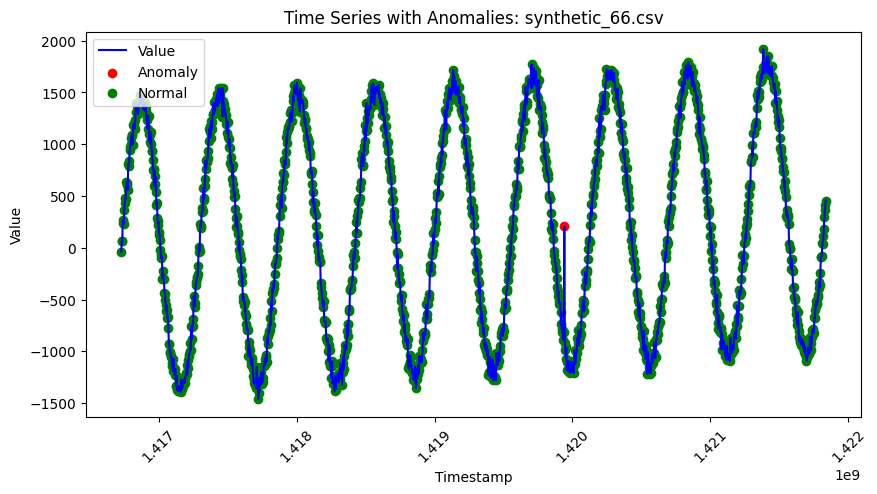 Time Series with Anomalies: synthetic_66.csv
Value
Anomaly
Normal
2000
1500
1000
500
0
−500
−1000
−1500
Value
1.417
1.418
1.419
1.420
1.421
1.422
1e9
Timestamp